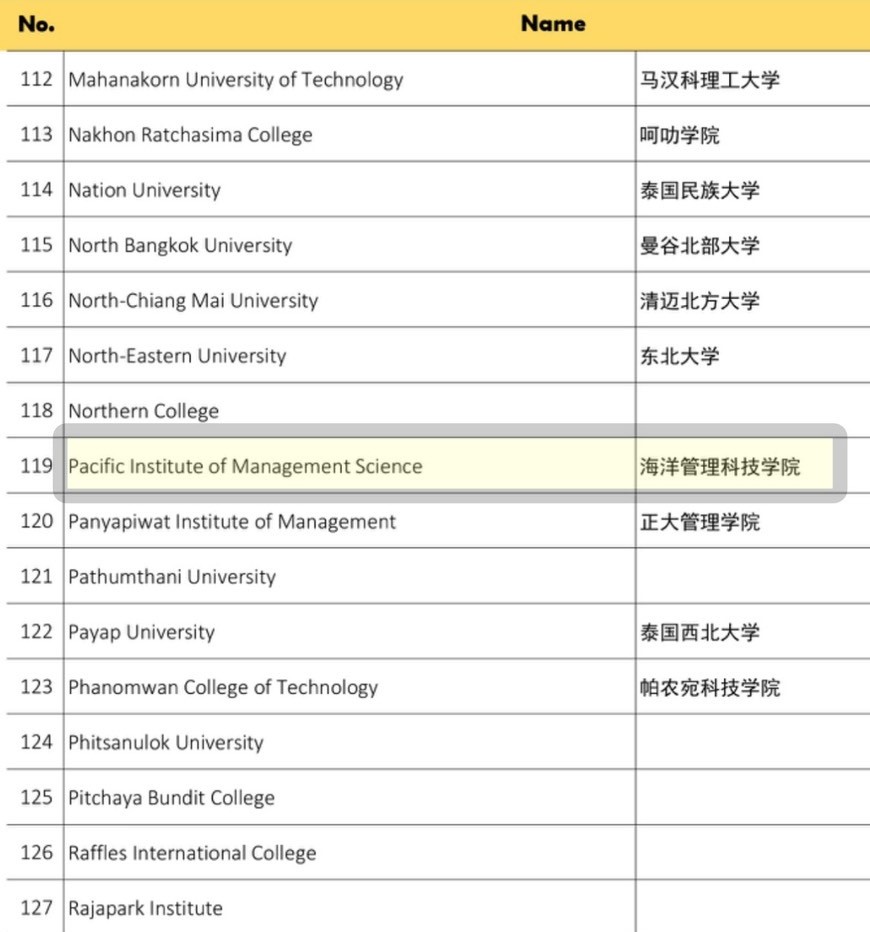 No. Name
112 Mahanakorn University of Technology 马汉科理工大学
113 Nakhon Ratchasima College 呵叻学院
114 Nation University 泰国民族大学
115 North Bangkok University 曼谷北部大学
116 North-Chiang Mai University 清迈北方大学
117 North-Eastern University 东北大学
118 Northern College
119 Pacific Institute of Management Science 海洋管理科技学院
120 Panyapiwat Institute of Management 正大管理学院
121 Pathumthani University
122 Payap University 泰国西北大学
123 Phanomwan College of Technology 帕农宛科技学院
124 Phitsanulok University
125 Pitchaya Bundit College
126 Raffles International College
127 Rajapark Institute